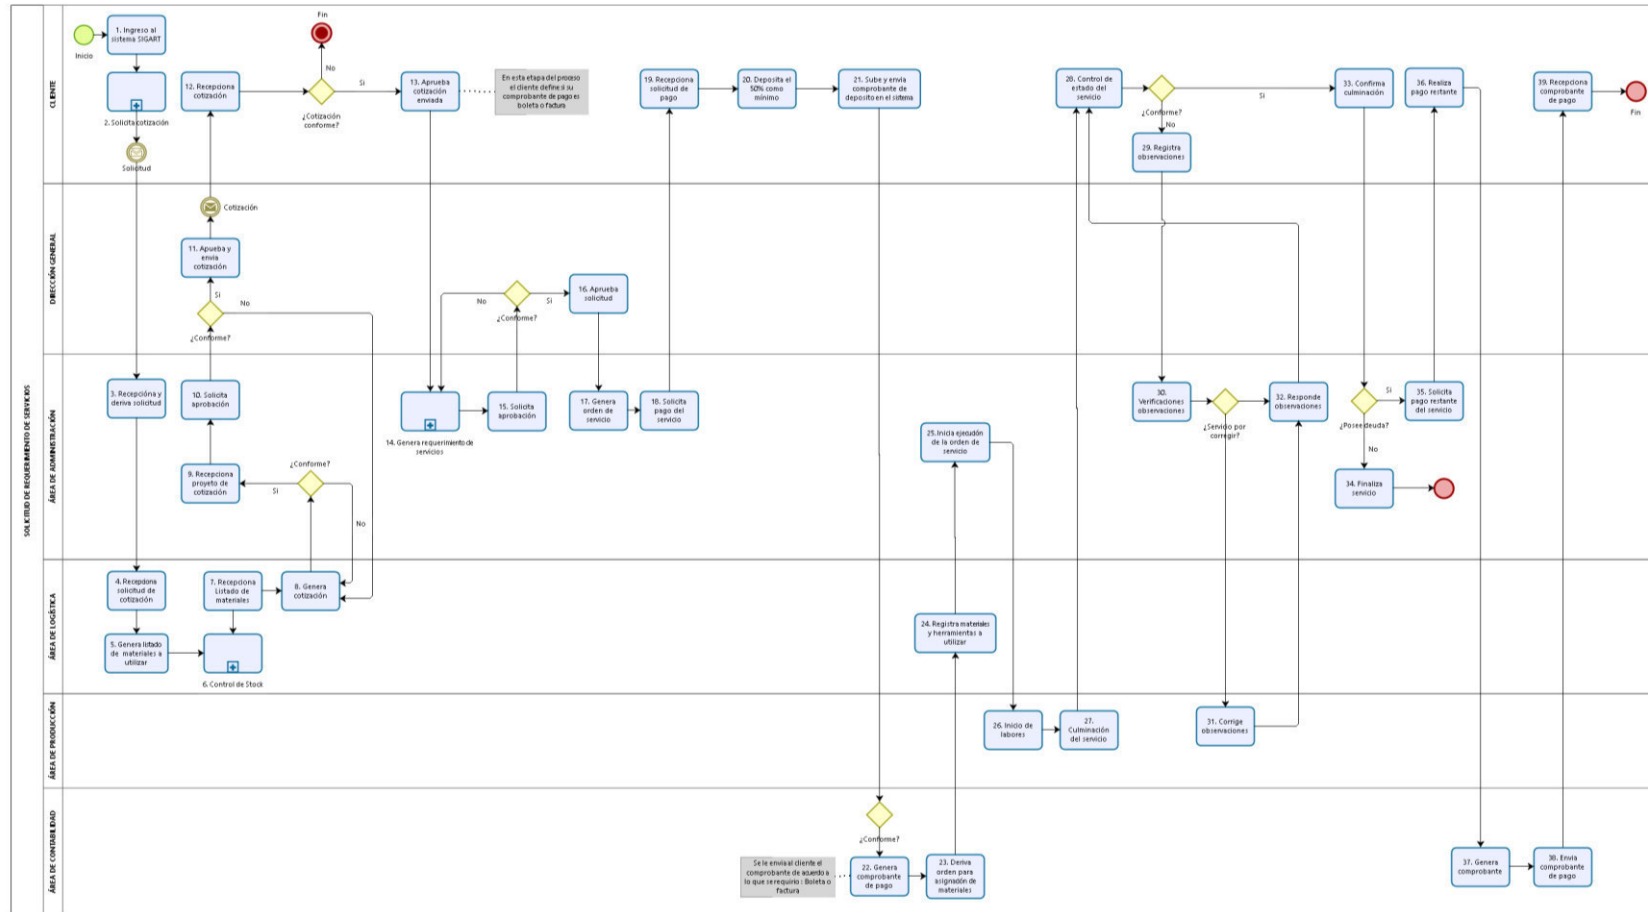 SOLICITUD DE REQUERIMIENTO DE SERVICIOS
CLIENTE
Inicio
1. Ingreso al
sistema SIGART
2. Solicita cotización
Solicitud
12. Recepciona
cotización
Fin
No
Si
¿Cotización
conforme?
13. Aprueba
cotización
enviada
En esta etapa del proceso
el cliente define si su
comprobante de pago es
boleta o factura
19. Recepciona
solicitud de
pago
20. Deposita el
50% como
mínimo
21. Sube y envia
comprobante de
deposito en el sistema
28. Control de
estado del
servicio
¿Conforme?
Si
No
29. Registra
observaciones
33. Confirma
culminación
36. Realiza
pago restante
39. Recepciona
comprobante
de pago
Fin
DIRECCIÓN GENERAL
Cotización
11. Apueba y
envia
cotización
Si
No
¿Conforme?
No
Si
¿Conforme?
16. Aprueba
solicitud
ÁREA DE ADMINISTRACIÓN
3. Recepcióna y
deriva solicitud
10. Solicita
aprobación
9. Recepciona
proyeto de
cotización
¿Conforme?
Si
No
14. Genera requerimiento de
servicios
15. Solicita
aprobación
17. Genera
orden de
servicio
18. Solicita
pago del
servicio
25. Inicia ejecución
de la orden de
servicio
30.
Verificaciones
observaciones
¿Servicio por
corregir?
32. Responde
observaciones
¿Posee deuda?
Si
No
35. Solicita
pago restante
del servicio
34. Finaliza
servicio
ÁREA DE LOGÍSTICA
4. Recepciona
solicitud de
cotización
5. Genera listado
de materiales a
utilizar
7. Recepciona
Listado de
materiales
6. Control de Stock
8. Genera
cotización
24. Registra materiales
y herramientas a
utilizar
ÁREA DE PRODUCCIÓN
26. Inicio de
labores
27.
Culminación
del servicio
31. Corrige
observaciones
ÁREA DE CONTABILIDAD
¿Conforme?
Se le envia al cliente el
comprobante de acuerdo a
lo que se requirio : Boleta o
factura
22. Genera
comprobante
de pago
23. Deriva
orden para
asignación de
materiales
37. Genera
comprobante
38. Envia
comprobante
de pago